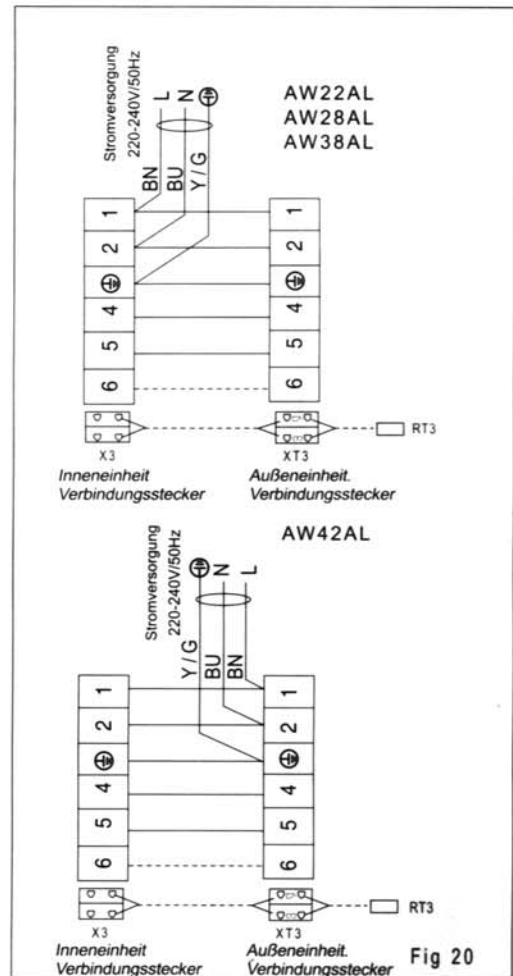 Stromversorgung
220-240V/50Hz
L
N
BN
BU
Y/G
AW22AL
AW28AL
AW38AL
1
1
2
2
4
4
5
5
6
6
RT3
X3
XT3
Inneneinheit
Verbindungsstecker
Außeneinheit.
Verbindungsstecker
AW42AL
Stromversorgung
220-240V/50Hz
N
L
Y/G
BU
BN
1
1
2
2
4
4
5
5
6
6
RT3
X3
XT3
Inneneinheit
Verbindungsstecker
Außeneinheit.
Verbindungsstecker
Fig 20